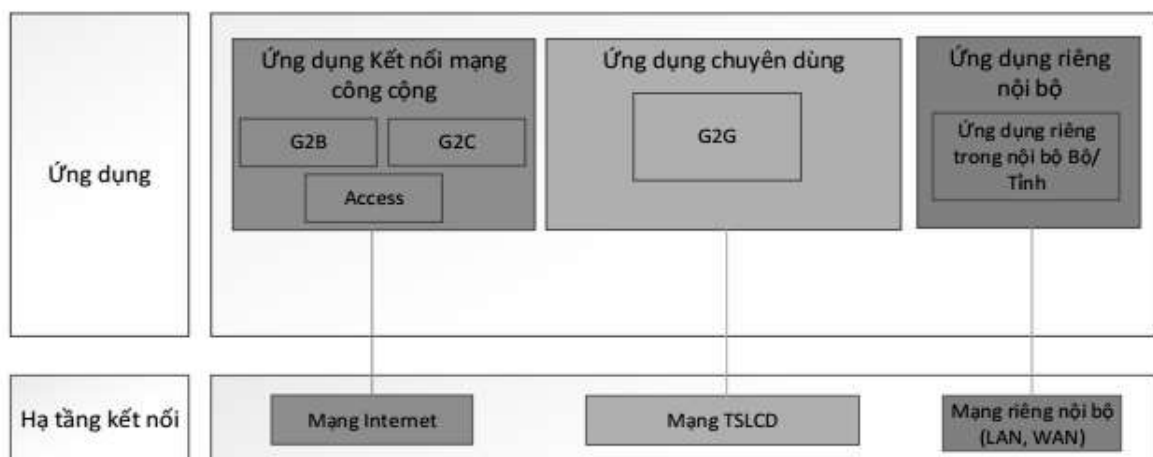 Ứng dụng
Ứng dụng Kết nối mạng
công cộng
G2B
G2C
Access
Ứng dụng chuyên dùng
G2G
Ứng dụng riêng
nội bộ
Ứng dụng riêng
trong nội bộ Bộ/
Tỉnh
Hạ tầng kết nối
Mạng Internet
Mạng TSLCD
Mạng riêng nội bộ
(LAN, WAN)